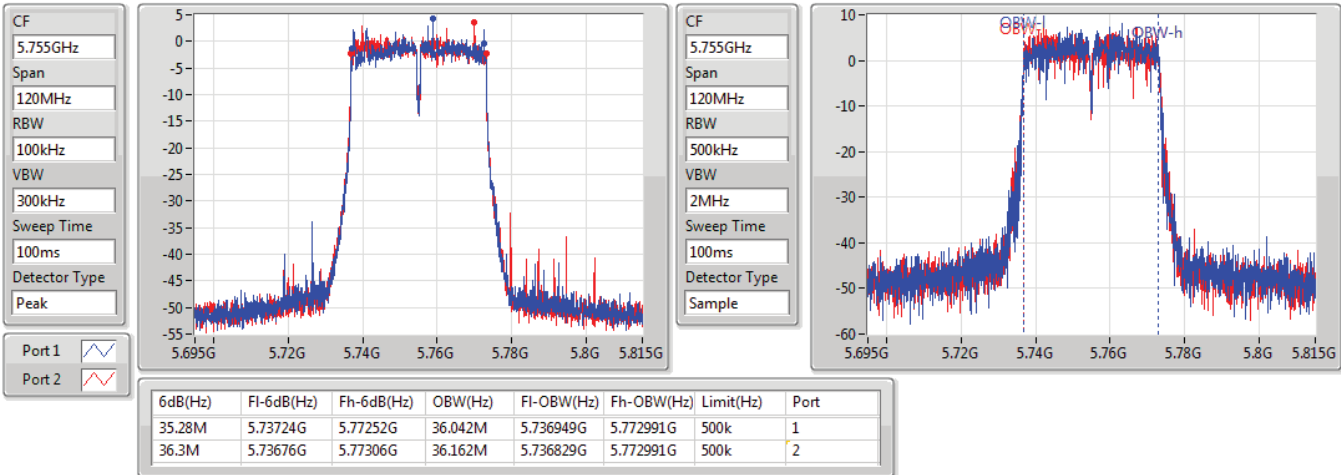 CF
5.755GHz
Span
120MHz
RBW
100kHz
VBW
300kHz
Sweep Time
100ms
Detector Type
Peak
Port 1
Port 2
5
0
-5
-10
-15
-20
-25
-30
-35
-40
-45
-50
-55
5.695G 5.72G 5.74G 5.76G 5.78G 5.8G 5.815G
CF
5.755GHz
Span
120MHz
RBW
500kHz
VBW
2MHz
Sweep Time
100ms
Detector Type
Sample
10
0
-10
-20
-30
-40
-50
-60
OBW-h
5.695G 5.72G 5.74G 5.76G 5.78G 5.8G 5.815G
6dB(Hz) Fl-6dB(Hz) Fh-6dB(Hz) OBW(Hz) Fl-OBW(Hz) Fh-OBW(Hz) Limit(Hz) Port
35.28M 5.73724G 5.77252G 36.042M 5.736949G 5.772991G 500k 1
36.3M 5.73676G 5.77306G 36.162M 5.736829G 5.772991G 500k 2